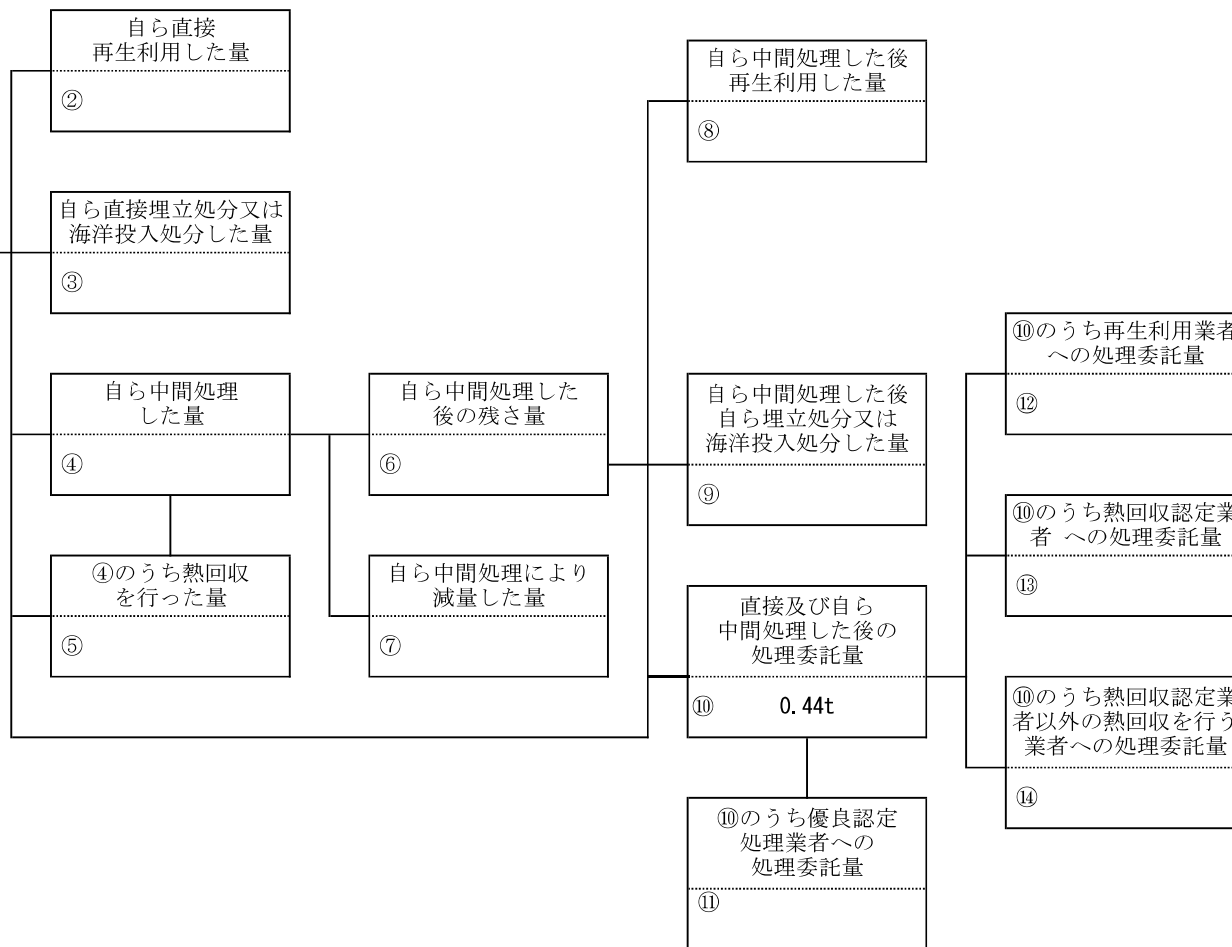 自ら直接
再生利用した量
②
自ら直接埋立処分又は
海洋投入処分した量
③
自ら中間処理
した量
④
④のうち熱回収
を行った量
⑤
自ら中間処理した
後の残さ量
⑥
自ら中間処理により
減量した量
⑦
自ら中間処理した後
再生利用した量
⑧
自ら中間処理した後
自ら埋立処分又は
海洋投入処分した量
⑨
直接及び自ら
中間処理した後の
処理委託量
⑩ 0.44t
⑩のうち優良認定
処理業者への
処理委託量
⑪
⑩のうち再生利用業者
への処理委託量
⑫
⑩のうち熱回収認定業
者 への処理委託量
⑬
⑩のうち熱回収認定業
者以外の熱回収を行う
業者への処理委託量
⑭